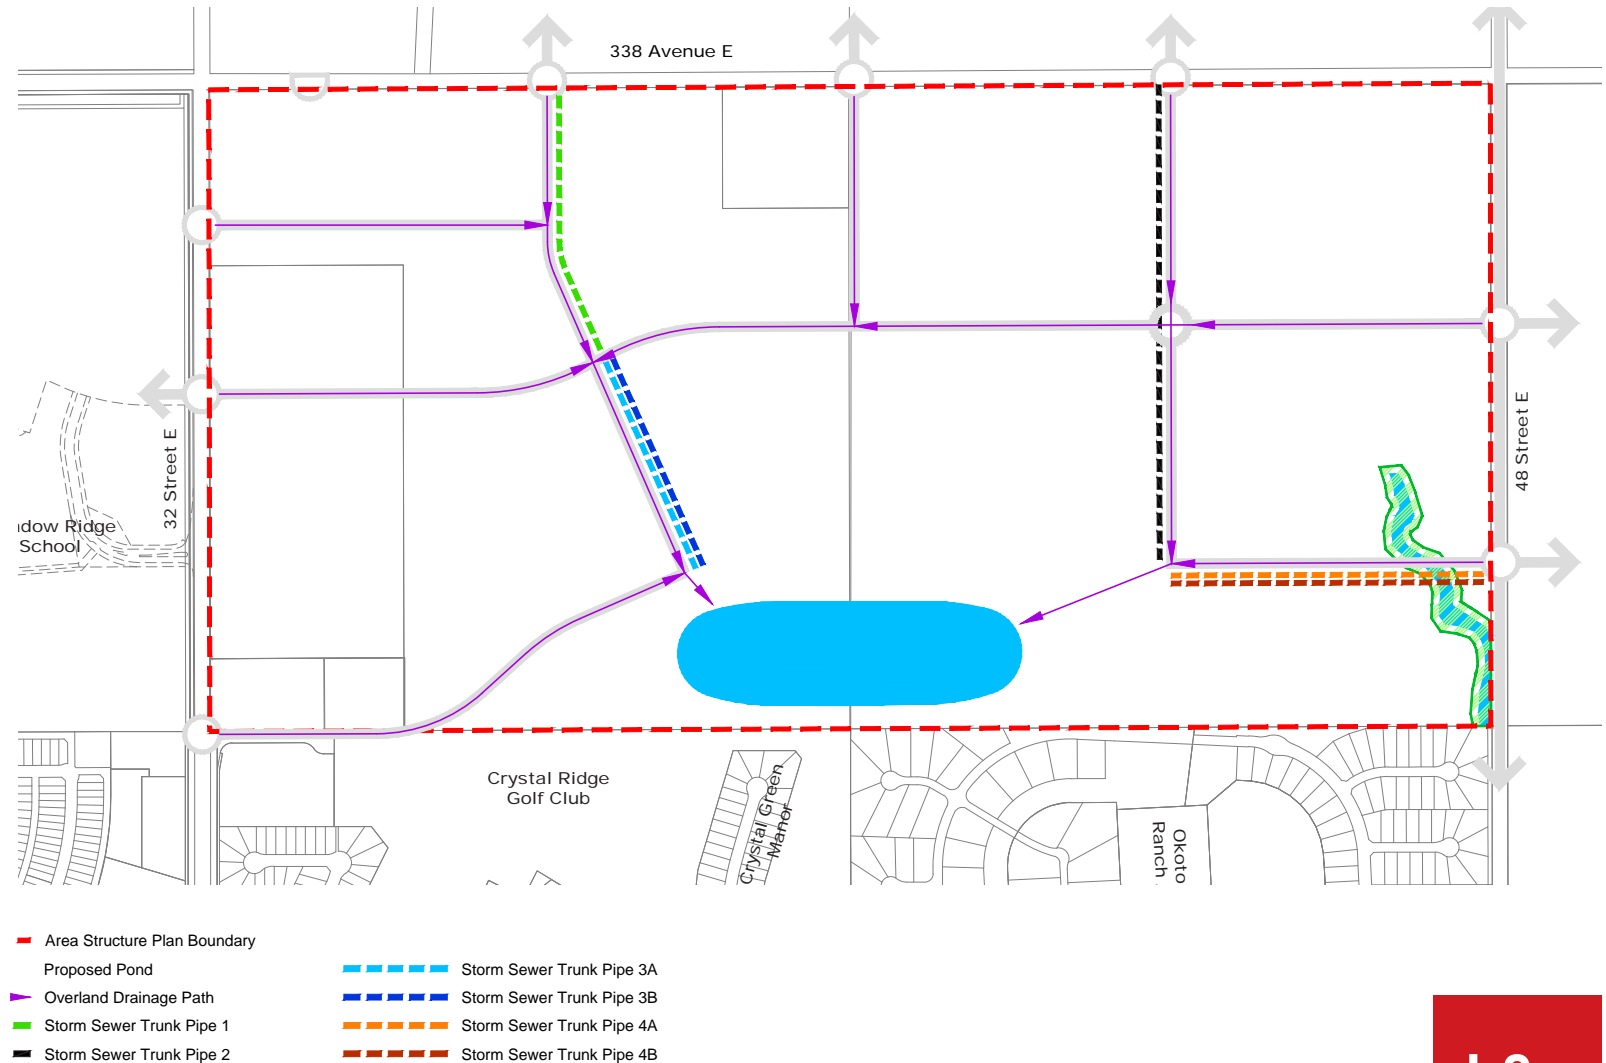 338 Avenue E
48 Street E
32 Street E
dow Ridge
School
Crystal Ridge
Golf Club
Crystal Green
Manor
Okoto
Ranch
Area Structure Plan Boundary
Proposed Pond
Overland Drainage Path
Storm Sewer Trunk Pipe 1
Storm Sewer Trunk Pipe 2
Storm Sewer Trunk Pipe 3A
Storm Sewer Trunk Pipe 3B
Storm Sewer Trunk Pipe 4A
Storm Sewer Trunk Pipe 4B